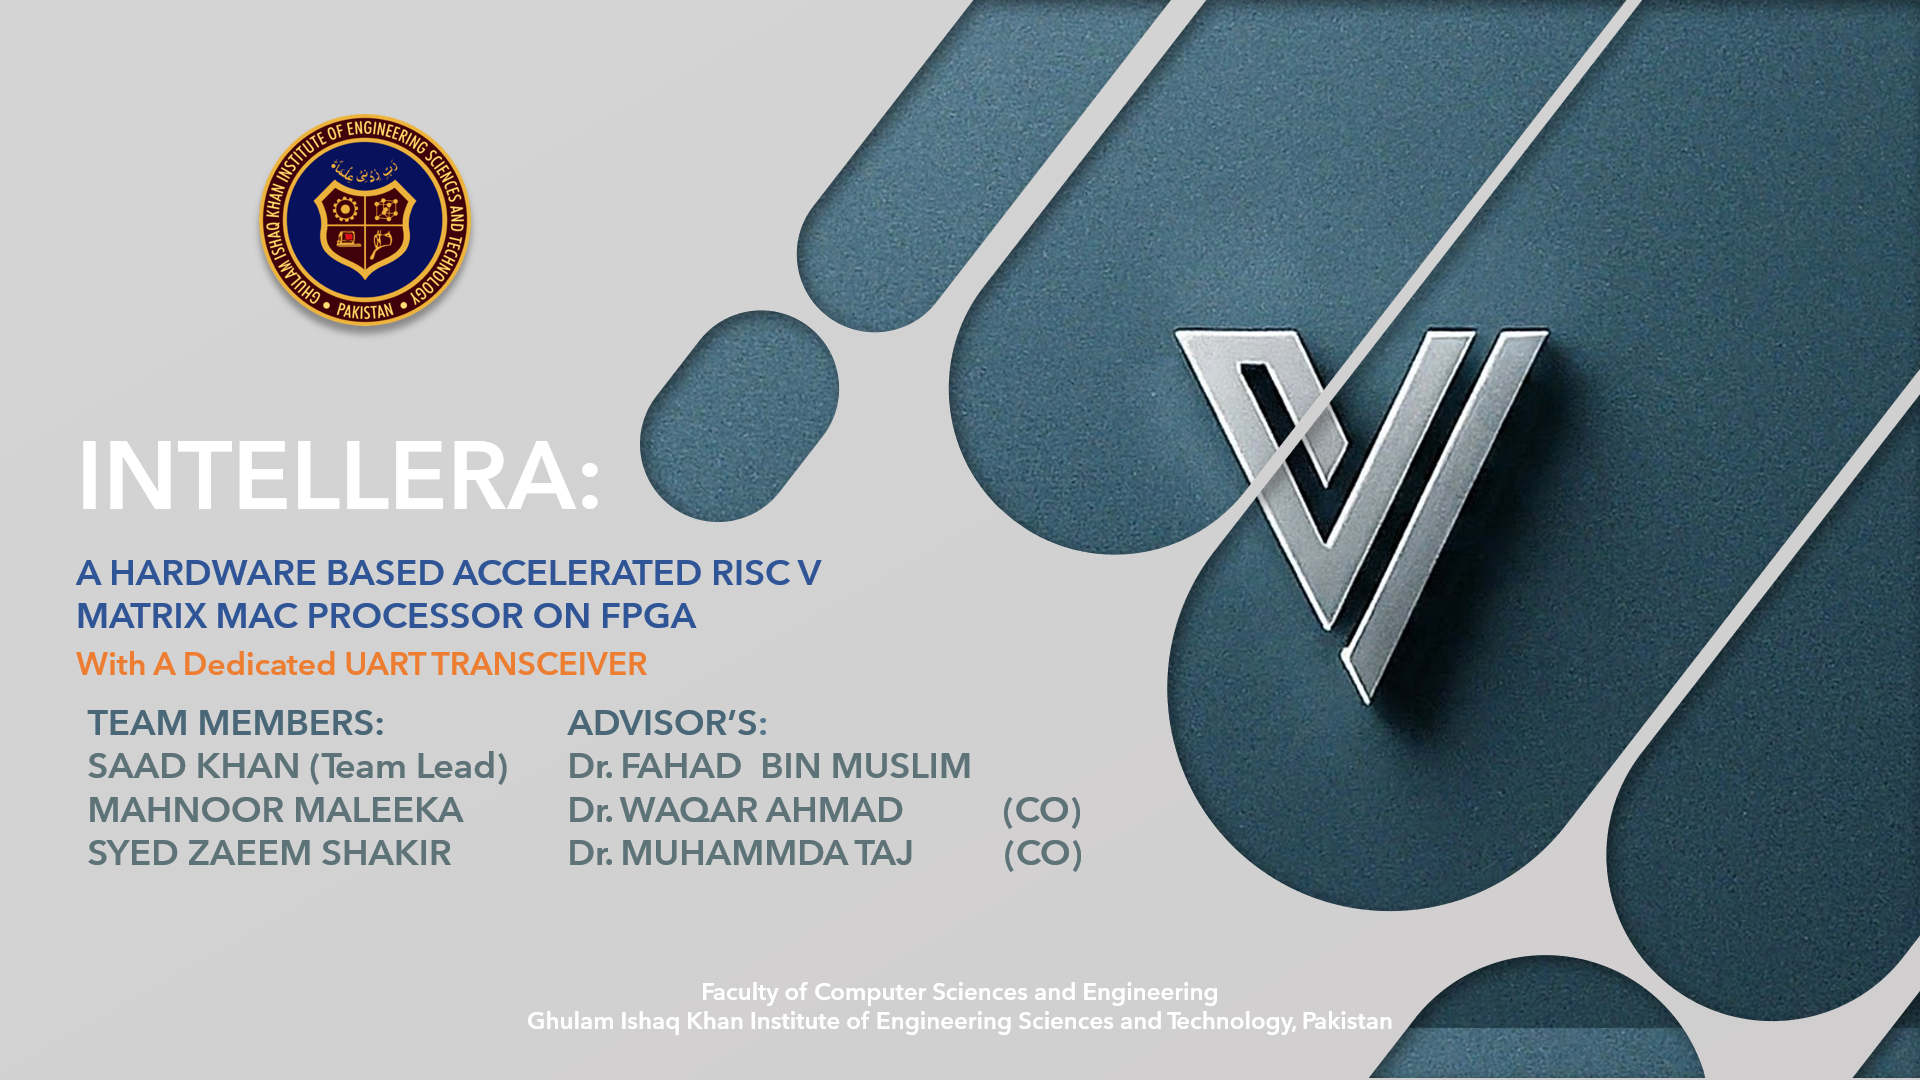 GHULAM ISHAQ KHAN INSTITUTE OF ENGINEERING SCIENCES AND TECHNOLOGY
• PAKISTAN •
رَبِّ زِدْنِي عِلْمًا
INTELLERA:
A HARDWARE BASED ACCELERATED RISC V
MATRIX MAC PROCESSOR ON FPGA
With A Dedicated UART TRANSCEIVER
TEAM MEMBERS:
SAAD KHAN (Team Lead)
MAHNOOR MALEEKA
SYED ZAEEM SHAKIR
ADVISOR’S:
Dr. FAHAD BIN MUSLIM
Dr. WAQAR AHMAD (CO)
Dr. MUHAMMDA TAJ (CO)
Faculty of Computer Sciences and Engineering
Ghulam Ishaq Khan Institute of Engineering Sciences and Technology, Pakistan